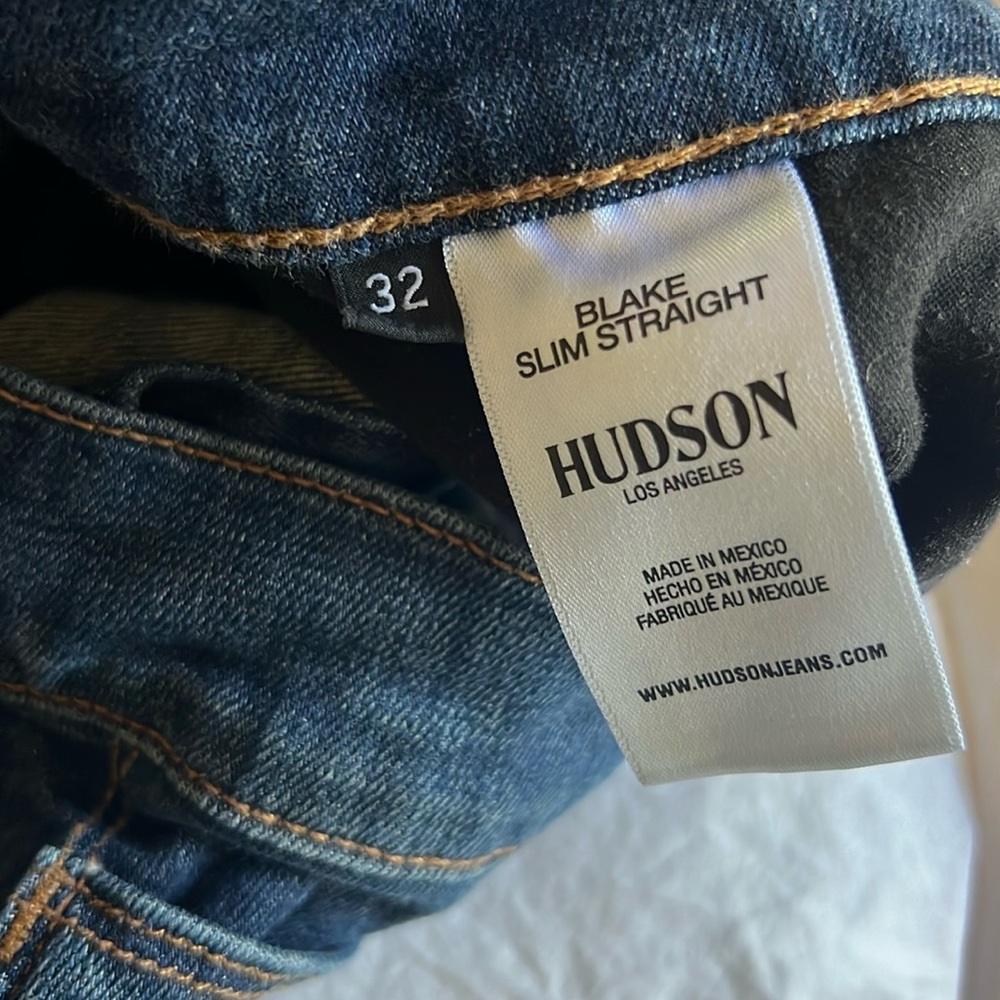 32
BLAKE
SLIM STRAIGHT
HUDSON
LOS ANGELES
MADE IN MEXICO
HECHO EN MÉXICO
FABRIQUÉ AU MEXIQUE
WWW.HUDSONJEANS.COM